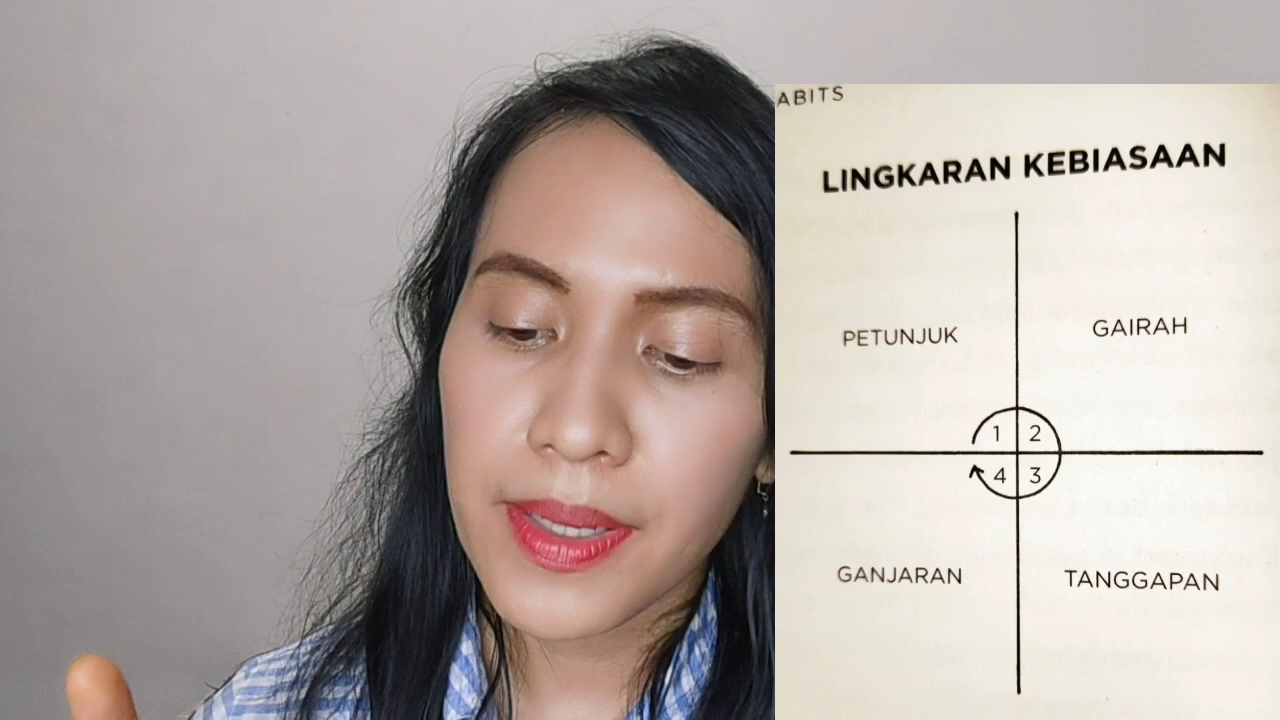 ABITS
LINGKARAN KEBIASAAN
PETUNJUK
GAIRAH
1 2
4 3
GANJARAN
TANGGAPAN